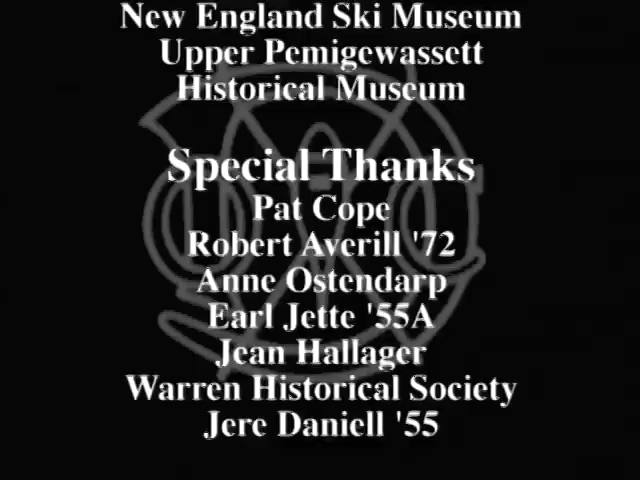 New England Ski Museum
Upper Pemigewassett
Historical Museum
Special Thanks
Pat Cope
Robert Averill '72
Anne Ostendarp
Earl Jette '55A
Jean Hallager
Warren Historical Society
Jere Daniell '55